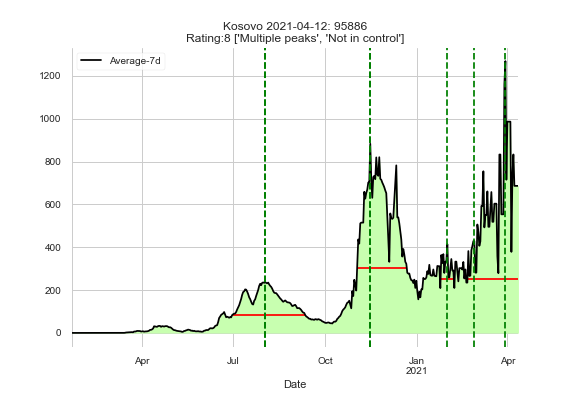 Kosovo 2021-04-12: 95886
Rating:8 ['Multiple peaks', 'Not in control']
Average-7d
1200
1000
800
600
400
200
0
Apr
Jul
Oct
Jan
2021
Apr
Date